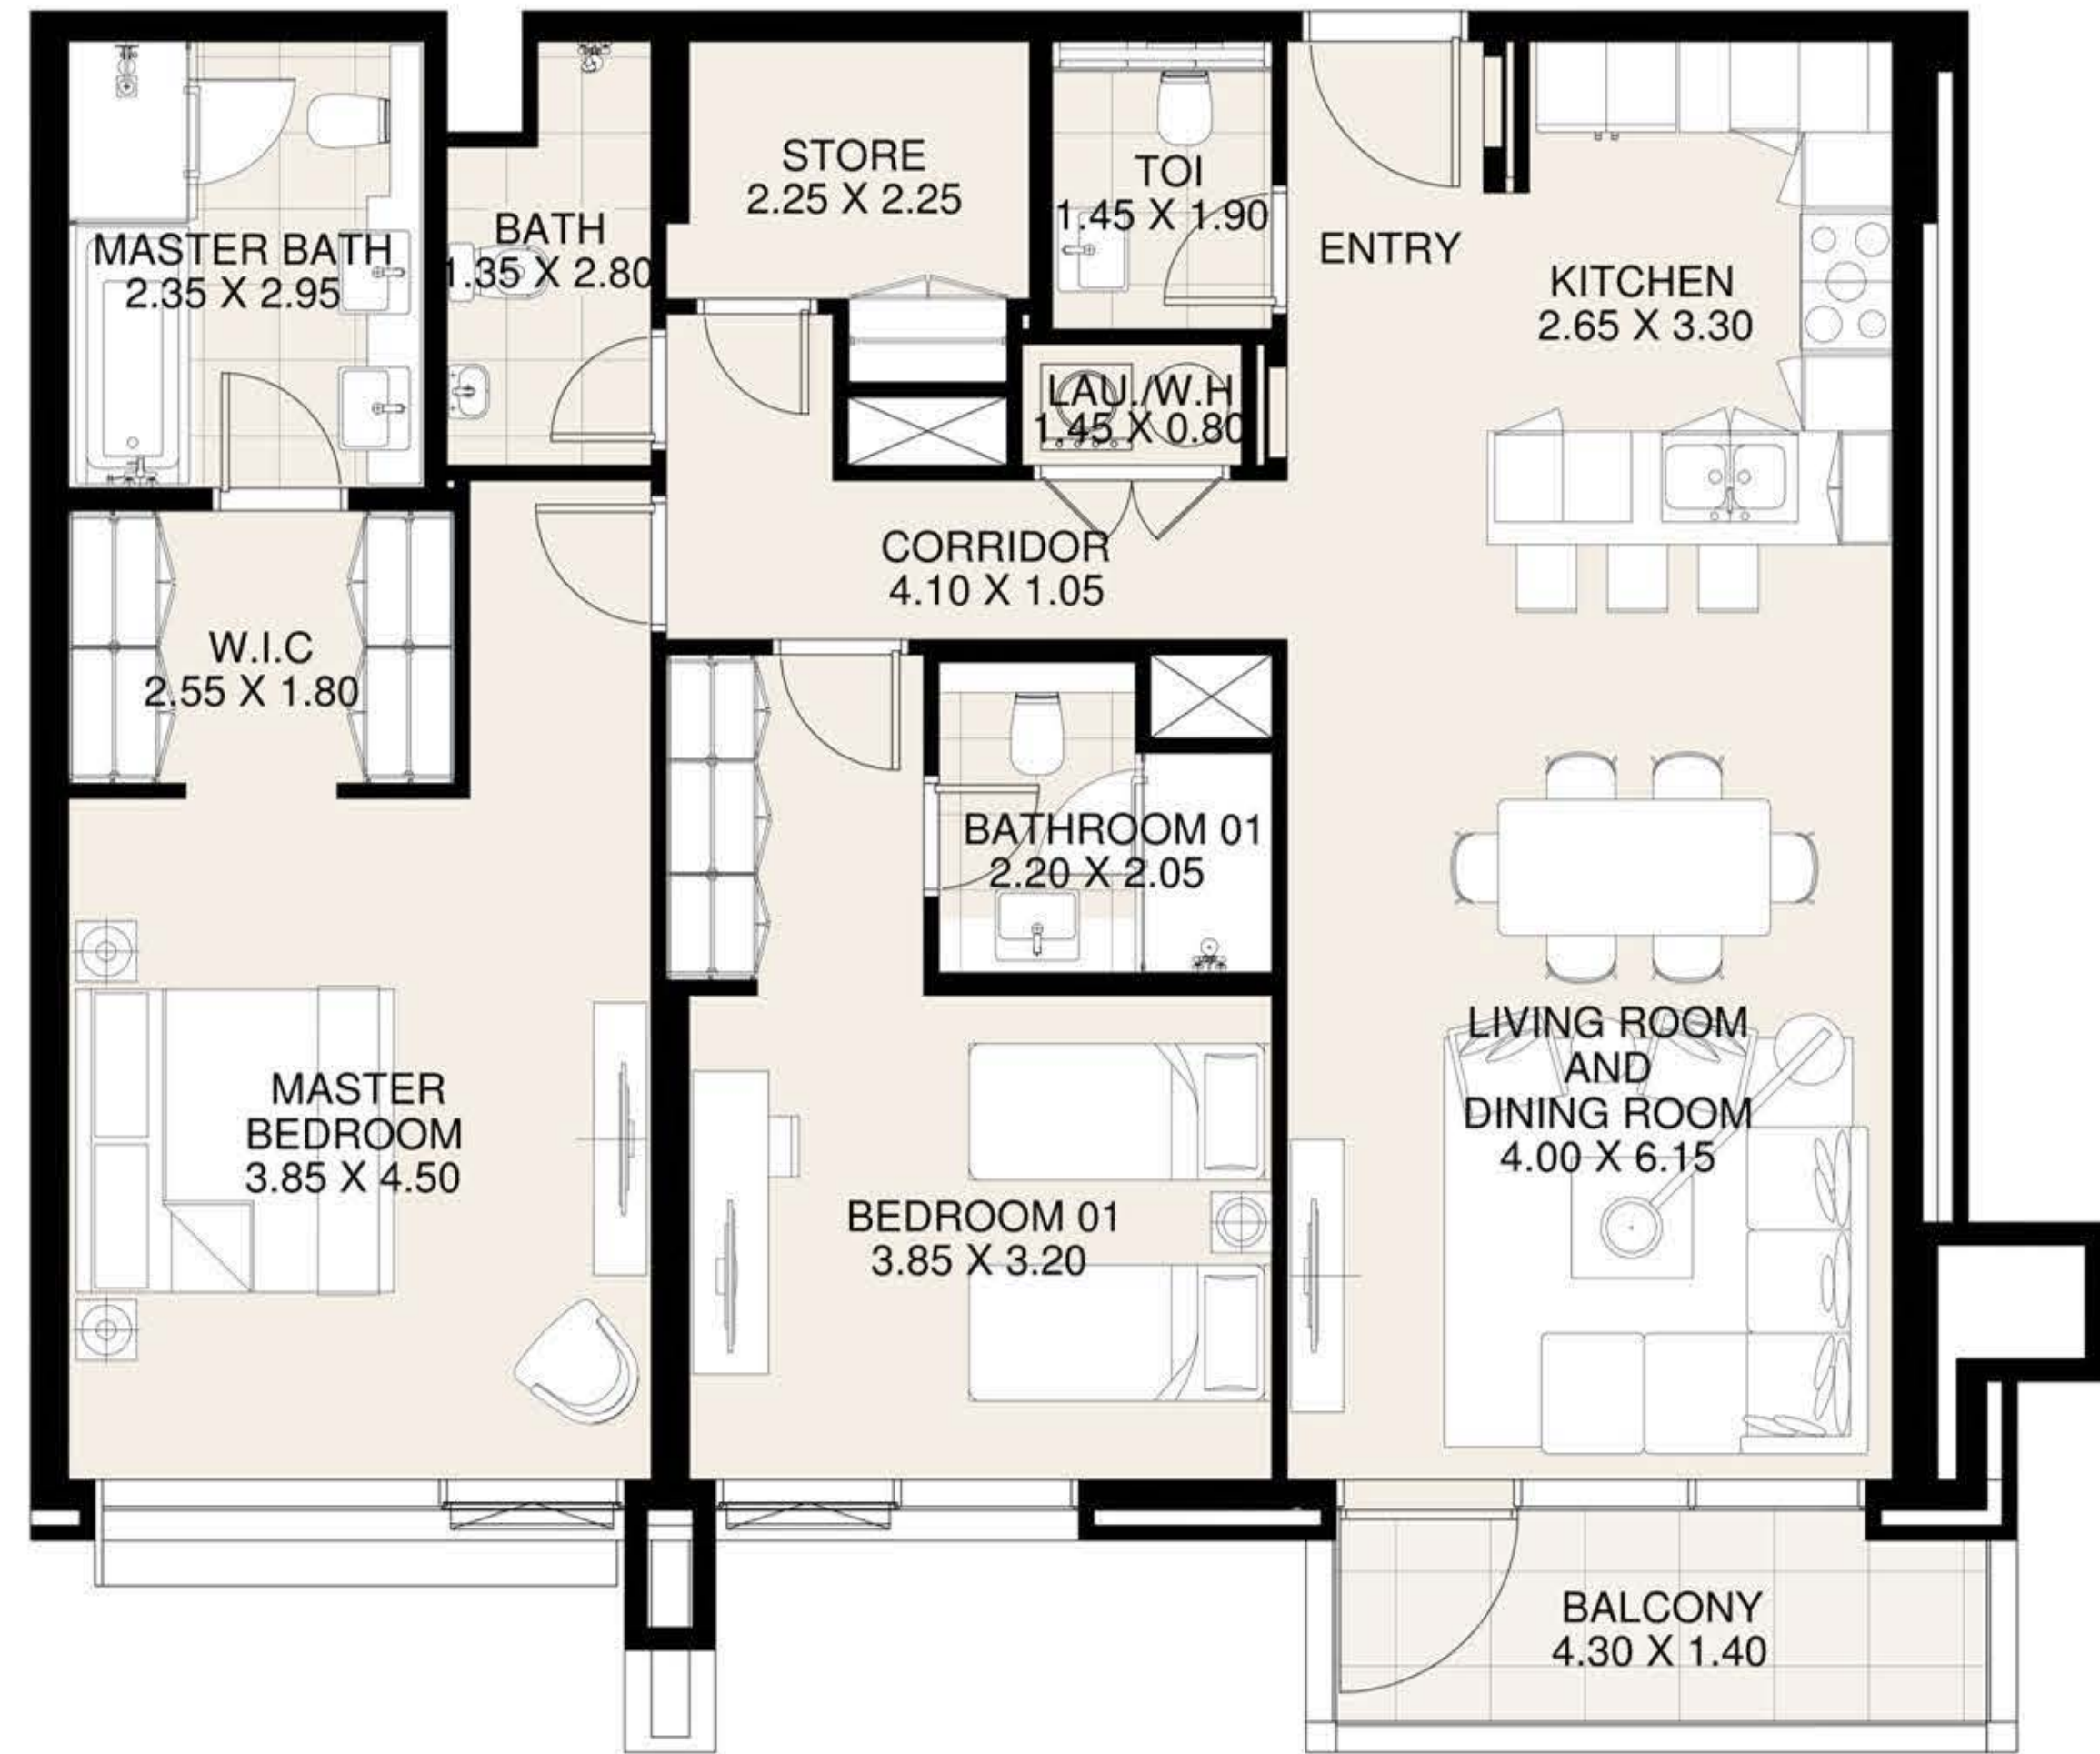 MASTER BATH
2.35 X 2.95
BATH
1.35 X 2.80
STORE
2.25 X 2.25
TOI
1.45 X 1.90
ENTRY
KITCHEN
2.65 X 3.30
LAU./W.H
1.45 X 0.80
CORRIDOR
4.10 X 1.05
W.I.C
2.55 X 1.80
BATHROOM 01
2.20 X 2.05
MASTER
BEDROOM
3.85 X 4.50
BEDROOM 01
3.85 X 3.20
LIVING ROOM
AND
DINING ROOM
4.00 X 6.15
BALCONY
4.30 X 1.40